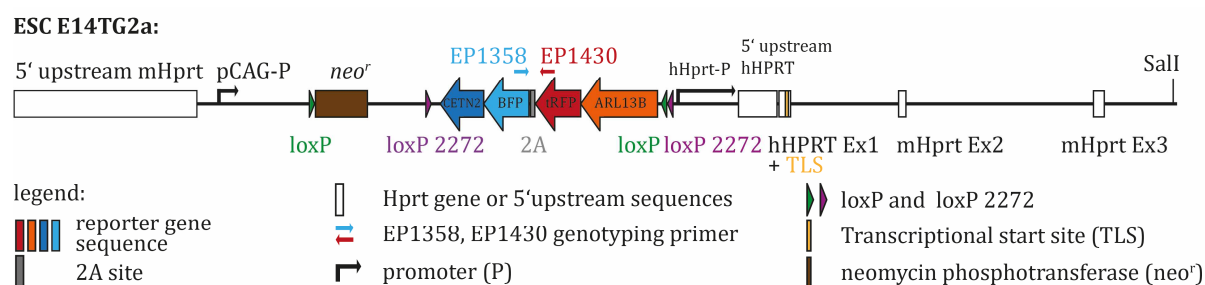 ESC E14TG2a:
5' upstream mHprt
pCAG-P
neoʳ
EP1358
EP1430
hHprt-P
5' upstream
hHPRT
SalI
CETN2
BFP
tRFP
ARL13B
loxP
loxP 2272
2A
loxP
loxP 2272
hHPRT Ex1
+ TLS
mHprt Ex2
mHprt Ex3
legend:
reporter gene
sequence
2A site
Hprt gene or 5'upstream sequences
EP1358, EP1430 genotyping primer
promoter (P)
loxP and loxP 2272
Transcriptional start site (TLS)
neomycin phosphotransferase (neoʳ)